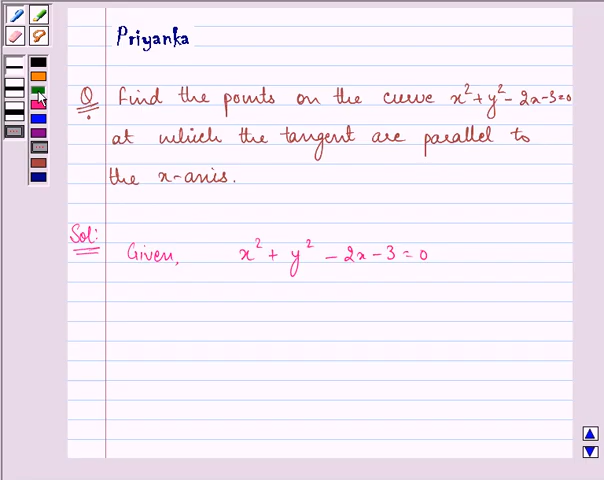 Priyanka
Q. Find the points on the curve x² + y² - 2x - 3 = 0
at which the tangent are parallel to
the x-axis.
Sol:
Given, x² + y² - 2x - 3 = 0